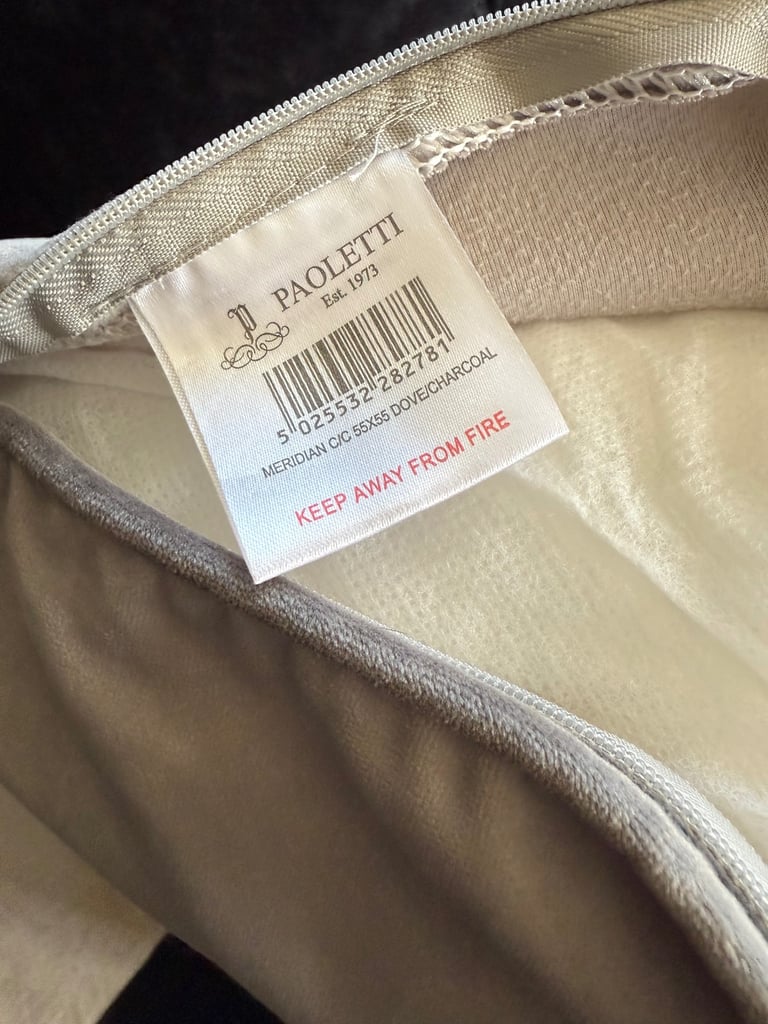 P PAOLETTI
Est. 1973
5 025532 282781
MERIDIAN C/C 55X55 DOVE/CHARCOAL
KEEP AWAY FROM FIRE